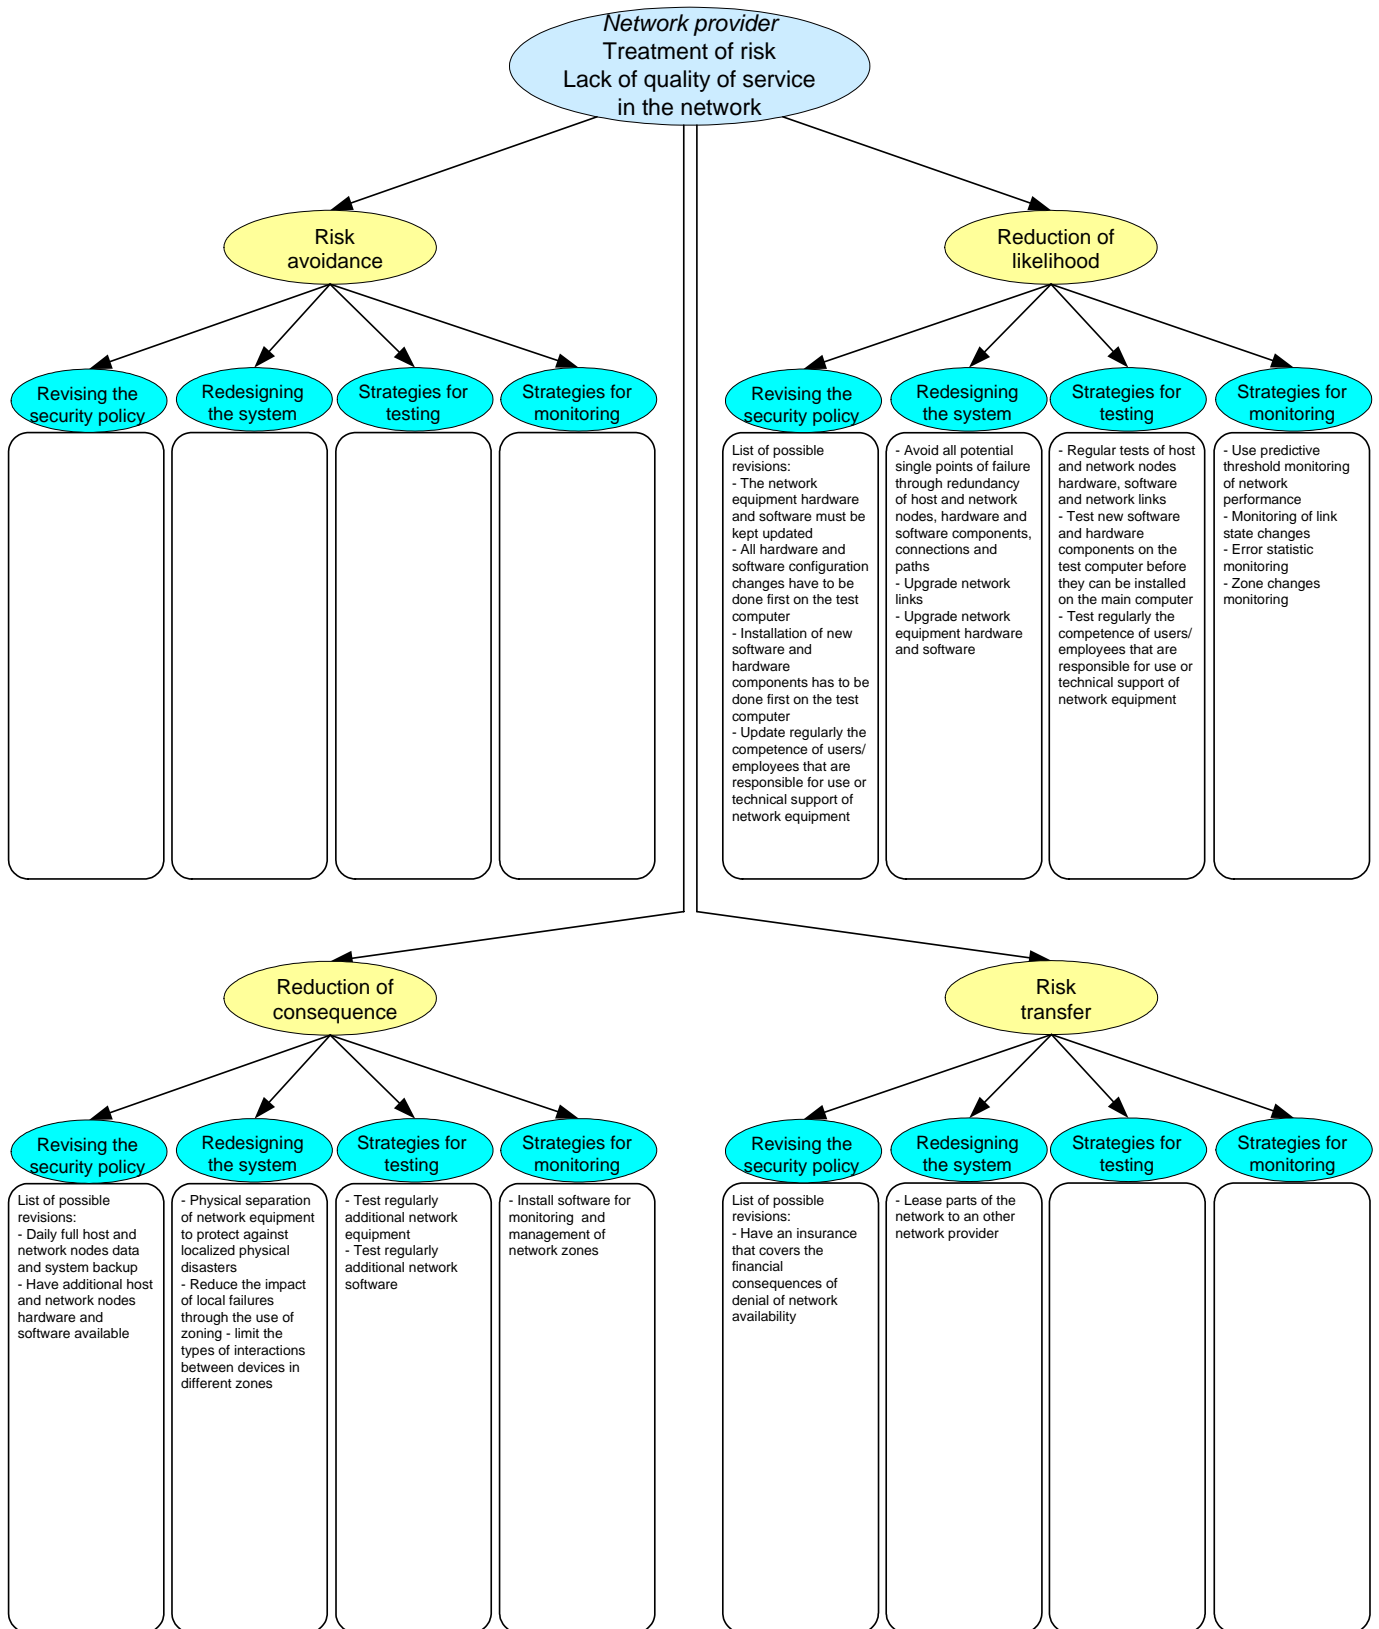 Network provider
Treatment of risk
Lack of quality of service
in the network
Risk
avoidance
Revising the
security policy
Redesigning
the system
Strategies for
testing
Strategies for
monitoring
Reduction of
likelihood
Revising the
security policy
Redesigning
the system
Strategies for
testing
Strategies for
monitoring
List of possible
revisions:
- The network
equipment hardware
and software must be
kept updated
- All hardware and
software configuration
changes have to be
done first on the test
computer
- Installation of new
software and
hardware
components has to be
done first on the test
computer
- Update regularly the
competence of users/
employees that are
responsible for use or
technical support of
network equipment
- Avoid all potential
single points of failure
through redundancy
of host and network
nodes, hardware and
software components,
connections and
paths
- Upgrade network
links
- Upgrade network
equipment hardware
and software
- Regular tests of host
and network nodes
hardware, software
and network links
- Test new software
and hardware
components on the
test computer before
they can be installed
on the main computer
- Test regularly the
competence of users/
employees that are
responsible for use or
technical support of
network equipment
- Use predictive
threshold monitoring
of network
performance
- Monitoring of link
state changes
- Error statistic
monitoring
- Zone changes
monitoring
Reduction of
consequence
Revising the
security policy
Redesigning
the system
Strategies for
testing
Strategies for
monitoring
List of possible
revisions:
- Daily full host and
network nodes data
and system backup
- Have additional host
and network nodes
hardware and
software available
- Physical separation
of network equipment
to protect against
localized physical
disasters
- Reduce the impact
of local failures
through the use of
zoning - limit the
types of interactions
between devices in
different zones
- Test regularly
additional network
equipment
- Test regularly
additional network
software
- Install software for
monitoring and
management of
network zones
Risk
transfer
Revising the
security policy
Redesigning
the system
Strategies for
testing
Strategies for
monitoring
List of possible
revisions:
- Have an insurance
that covers the
financial
consequences of
denial of network
availability
- Lease parts of the
network to an other
network provider